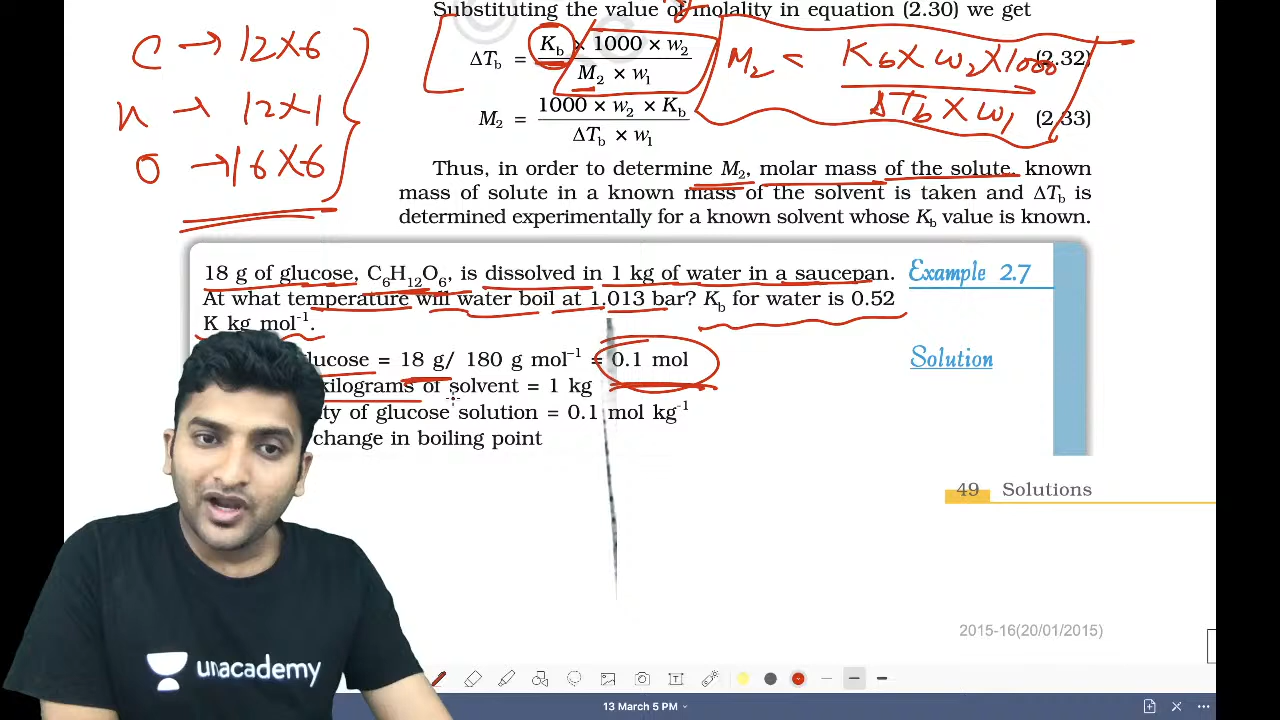 Substituting the value of molality in equation (2.30) we get
C → 12×6
H → 12×1
O → 16×6
ΔTb = Kb × 1000 × w2 / M2 × w1
M2 = Kb × w2 × 1000 / ΔTb × w1
(2.32)
M2 = 1000 × w2 × Kb / ΔTb × w1
(2.33)
Thus, in order to determine M2, molar mass of the solute, known
mass of solute in a known mass of the solvent is taken and ΔTb is
determined experimentally for a known solvent whose Kb value is known.
18 g of glucose, C6H12O6, is dissolved in 1 kg of water in a saucepan.
At what temperature will water boil at 1.013 bar? Kb for water is 0.52
K kg mol⁻¹.
Example 2.7
glucose = 18 g/ 180 g mol⁻¹ = 0.1 mol
Solution
kilograms of solvent = 1 kg
of glucose solution = 0.1 mol kg⁻¹
change in boiling point
49 Solutions
2015-16(20/01/2015)
unacademy
13 March 5 PM